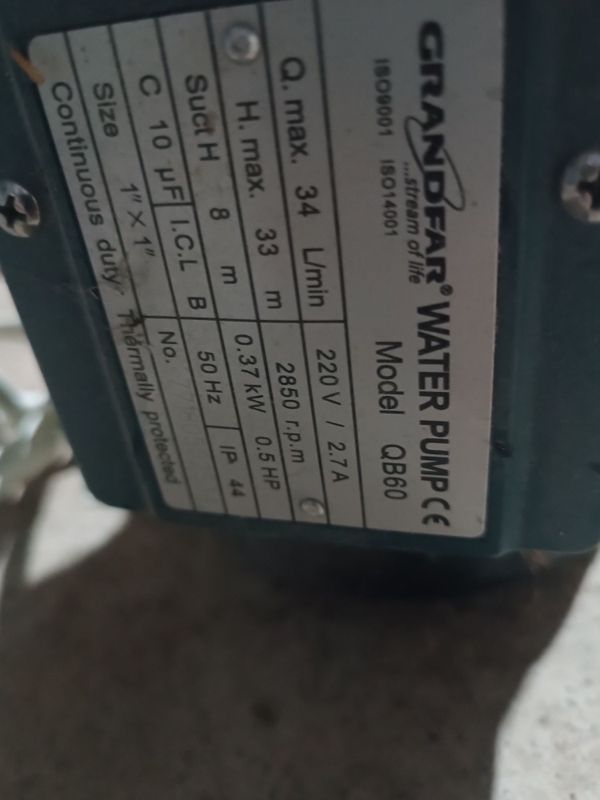 GRANDFAR® WATER PUMP CE
...stream of life
ISO9001 ISO14001
Model QB60
Q. max. 34 L/min 220 V / 2.7 A
H. max. 33 m 2850 r.p.m
Suct H 8 m 0.37 kW 0.5 HP
C 10 µF I.C.L B 50 Hz IP 44
Size 1" X 1" No.
Continuous duty Thermally protected